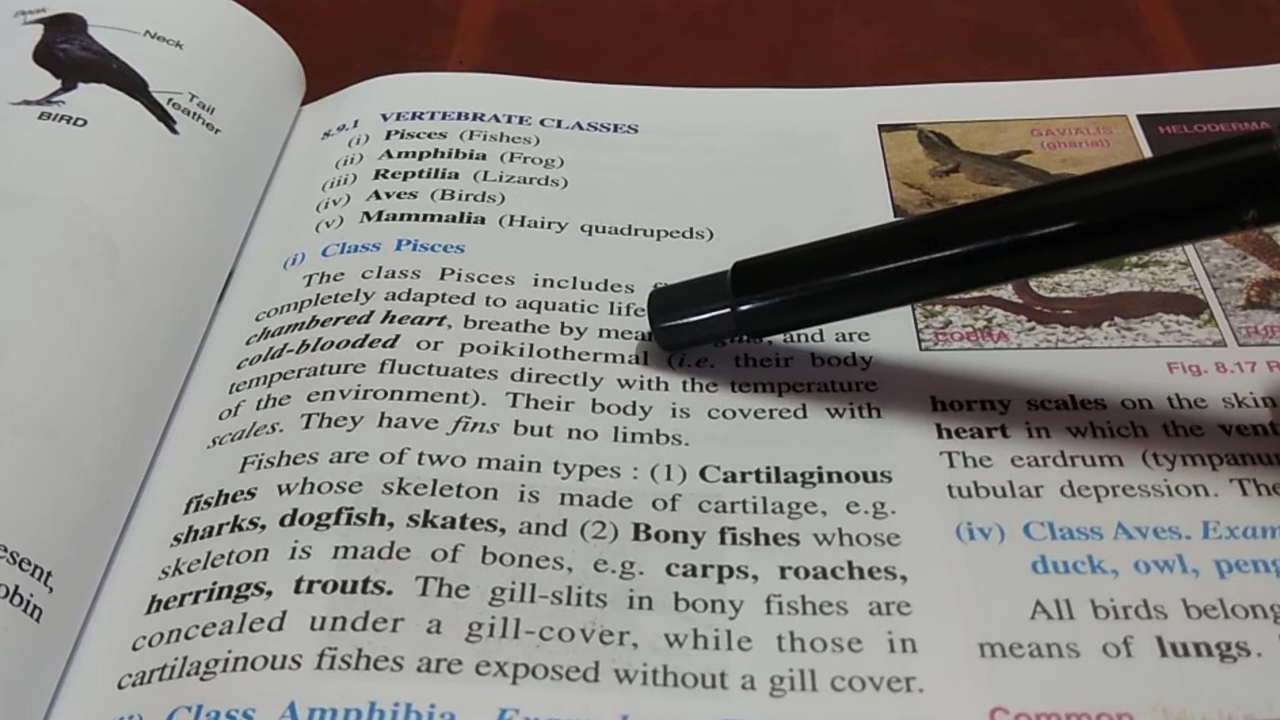 Beak
Neck
Tail
feather
BIRD
esent,
obin
8.9.1 VERTEBRATE CLASSES
(i) Pisces (Fishes)
(ii) Amphibia (Frog)
(iii) Reptilia (Lizards)
(iv) Aves (Birds)
(v) Mammalia (Hairy quadrupeds)
(i) Class Pisces
The class Pisces includes
completely adapted to aquatic life
chambered heart, breathe by and are
cold-blooded or poikilothermal (i.e. their body
temperature fluctuates directly with the temperature
of the environment). Their body is covered with
scales. They have fins but no limbs.
Fishes are of two main types : (1) Cartilaginous
fishes whose skeleton is made of cartilage, e.g.
sharks, dogfish, skates, and (2) Bony fishes whose
skeleton is made of bones, e.g. carps, roaches,
herrings, trouts. The gill-slits in bony fishes are
concealed under a gill-cover, while those in
cartilaginous fishes are exposed without a gill cover.
Class Amphibia.
GAVIALIS
(gharial)
HELODERMA
COBRA
Fig. 8.17 R
horny scales on the skin
heart in which the vent
The eardrum (tympanu
tubular depression. The
(iv) Class Aves. Exam
duck, owl, peng
All birds belong
means of lungs.
Common